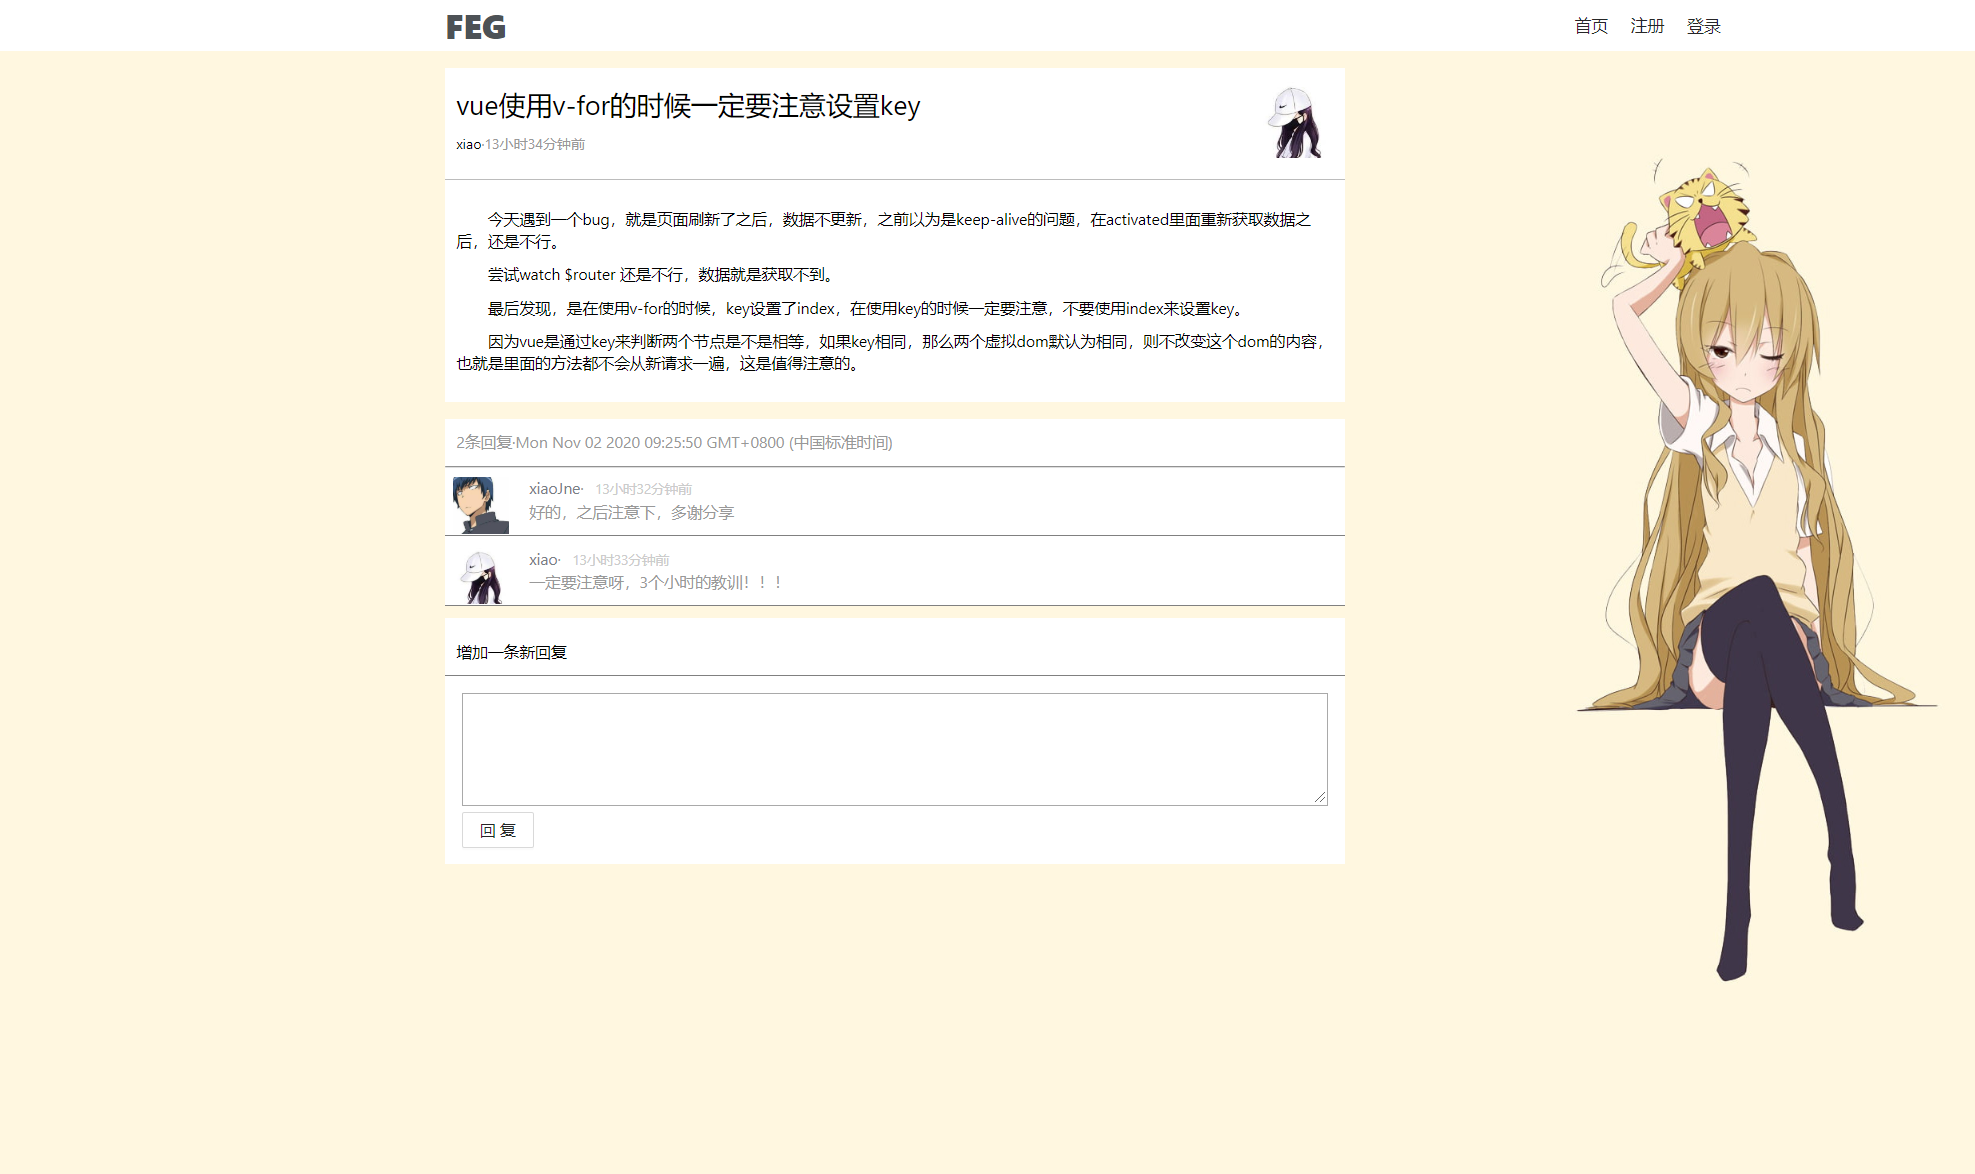 FEG
首页 注册 登录
vue使用v-for的时候一定要注意设置key
xiao·13小时34分钟前
今天遇到一个bug，就是页面刷新了之后，数据不更新，之前以为是keep-alive的问题，在activated里面重新获取数据之
后，还是不行。
尝试watch $router 还是不行，数据就是获取不到。
最后发现，是在使用v-for的时候，key设置了index，在使用key的时候一定要注意，不要使用index来设置key。
因为vue是通过key来判断两个节点是不是相等，如果key相同，那么两个虚拟dom默认为相同，则不改变这个dom的内容，
也就是里面的方法都不会从新请求一遍，这是值得注意的。
2条回复·Mon Nov 02 2020 09:25:50 GMT+0800 (中国标准时间)
xiaoJne· 13小时32分钟前
好的，之后注意下，多谢分享
xiao· 13小时33分钟前
一定要注意呀，3个小时的教训！！！
增加一条新回复
回 复